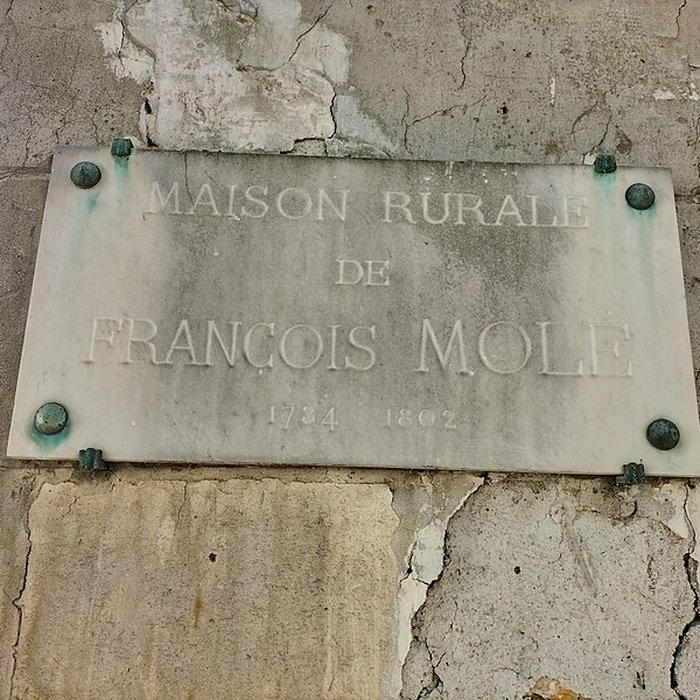 MAISON RURALE
DE
FRANÇOIS MOLÉ
1734 1802